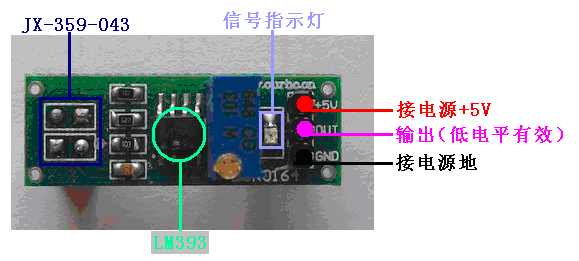 JX-359-043
信号指示灯
+5V
接电源+5V
OUT
输出(低电平有效)
GND
接电源地
103
LM393